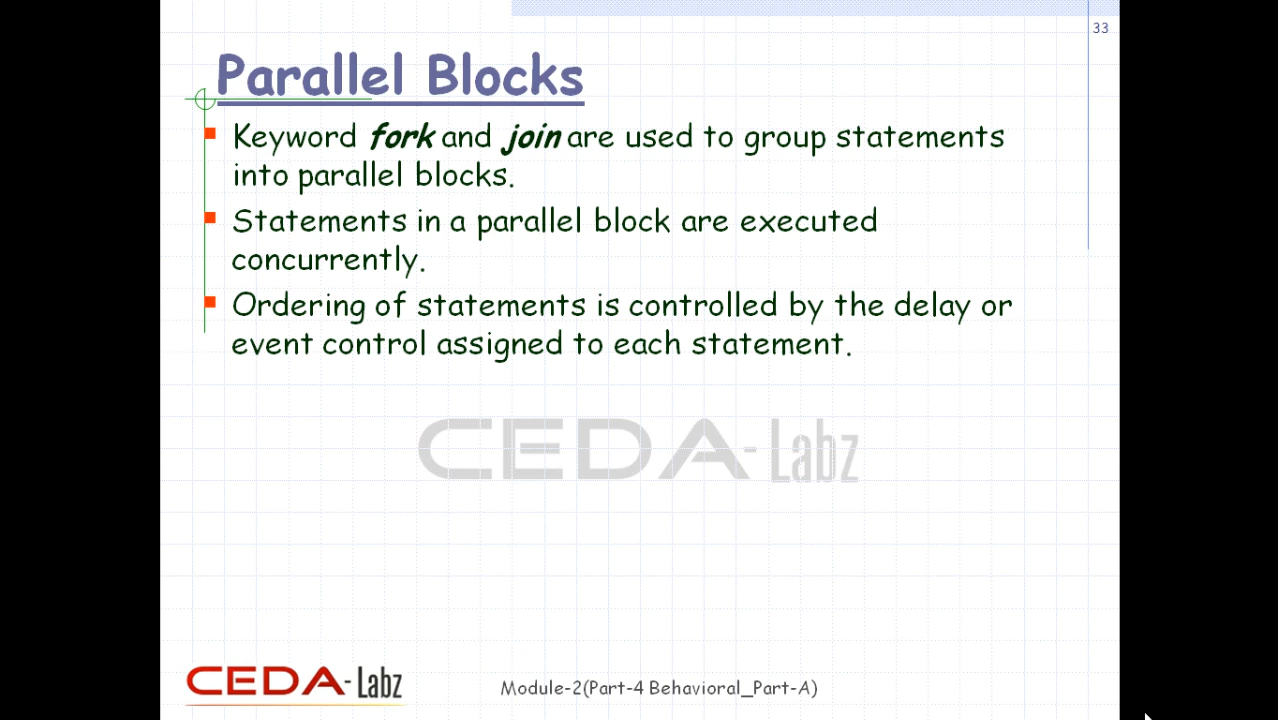 33
Parallel Blocks
Keyword fork and join are used to group statements
into parallel blocks.
Statements in a parallel block are executed
concurrently.
Ordering of statements is controlled by the delay or
event control assigned to each statement.
CEDA-Labz
CEDA-Labz
Module-2(Part-4 Behavioral_Part-A)